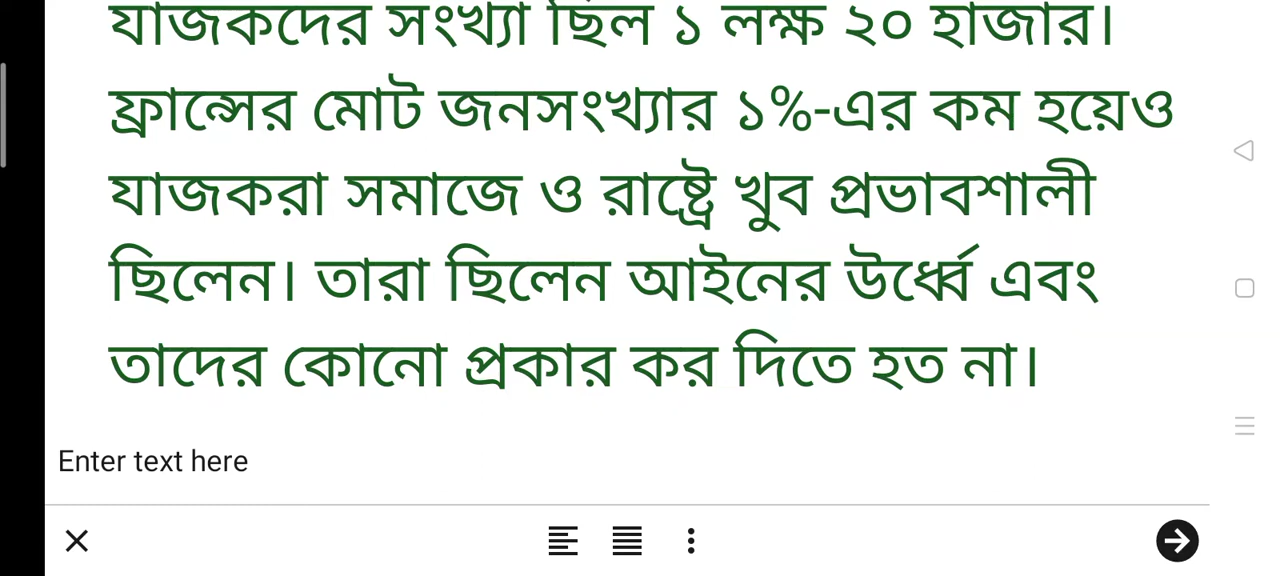 যাজকদের সংখ্যা ছিল ১ লক্ষ ২০ হাজার।
ফ্রান্সের মোট জনসংখ্যার ১%-এর কম হয়েও
যাজকরা সমাজে ও রাষ্ট্রে খুব প্রভাবশালী
ছিলেন। তারা ছিলেন আইনের উর্ধ্বে এবং
তাদের কোনো প্রকার কর দিতে হত না।
Enter text here